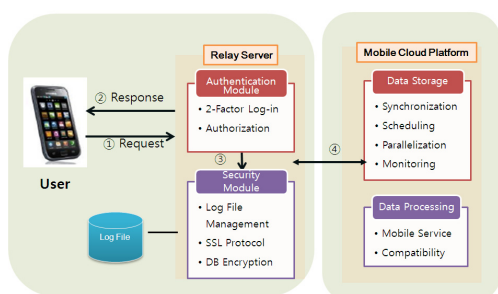 Relay Server
Mobile Cloud Platform
Authentication
Module
• 2-Factor Log-in
• Authorization
② Response
① Request
User
③
④
Security
Module
• Log File
Management
• SSL Protocol
• DB Encryption
Log File
Data Storage
• Synchronization
• Scheduling
• Parallelization
• Monitoring
Data Processing
• Mobile Service
• Compatibility